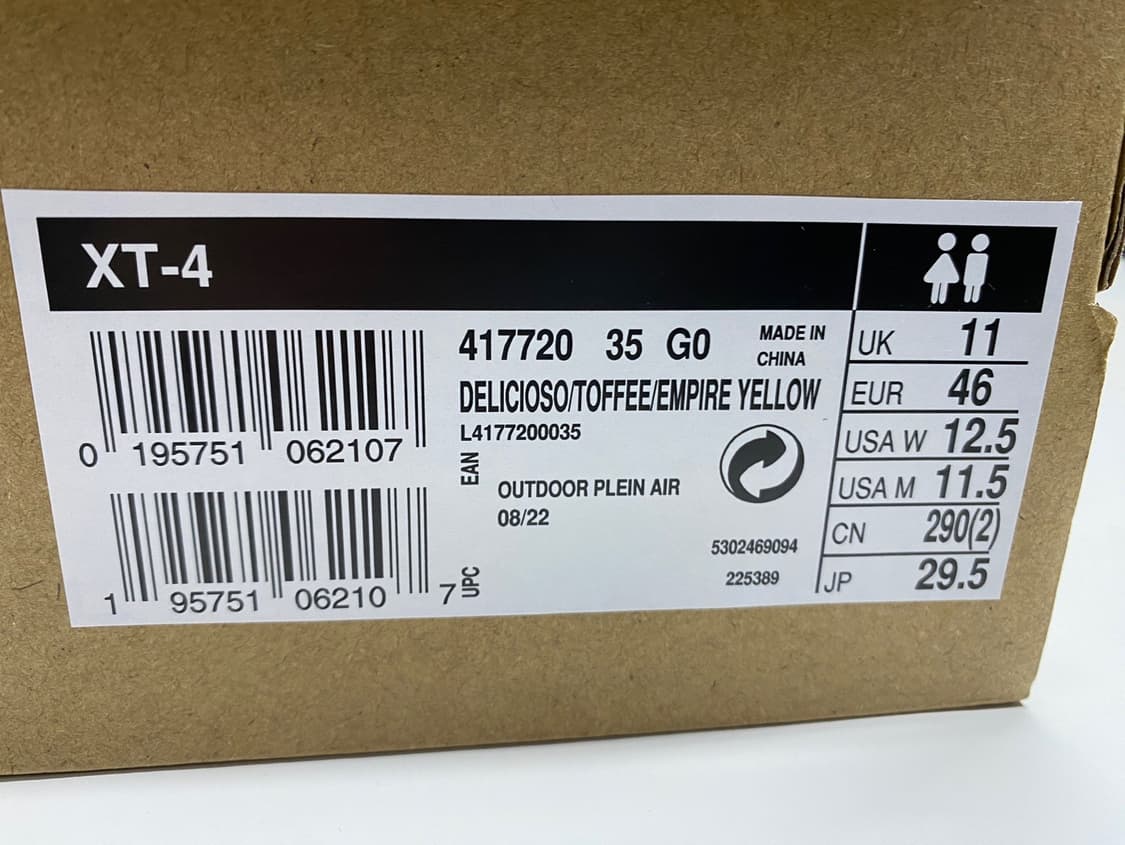 XT-4
0 195751 062107
EAN
1 95751 06210 7
UPC
417720 35 G0
MADE IN
CHINA
DELICIOSO/TOFFEE/EMPIRE YELLOW
L4177200035
OUTDOOR PLEIN AIR
08/22
5302469094
225389
UK 11
EUR 46
USA W 12.5
USA M 11.5
CN 290(2)
JP 29.5